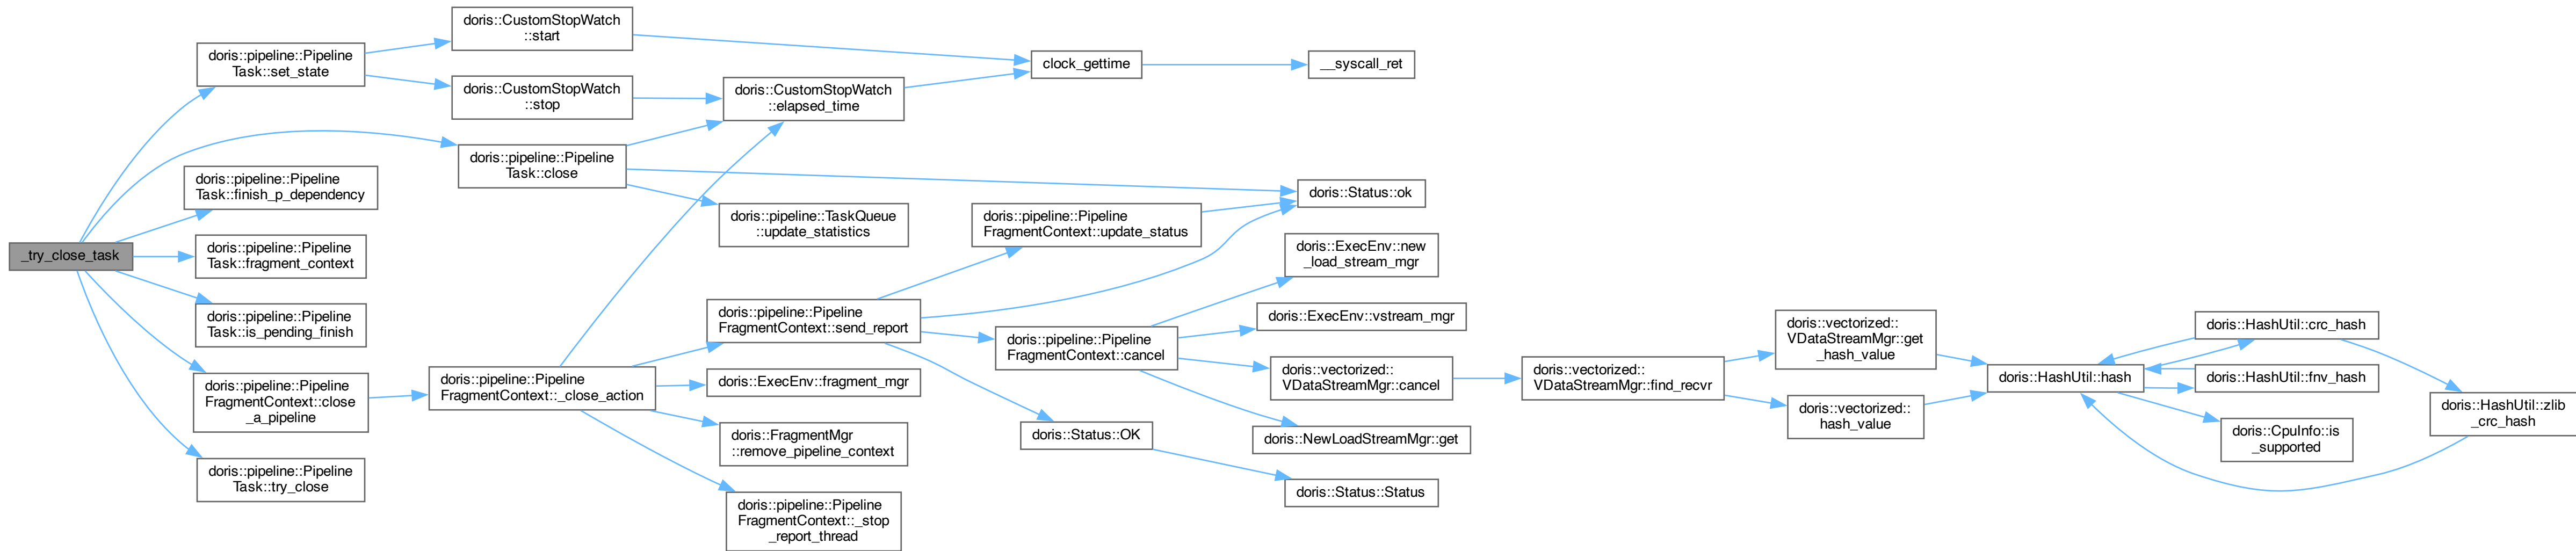 _try_close_task
doris::pipeline::Pipeline
Task::set_state
doris::CustomStopWatch
::start
doris::CustomStopWatch
::stop
doris::CustomStopWatch
::elapsed_time
clock_gettime
__syscall_ret
doris::pipeline::Pipeline
Task::close
doris::Status::ok
doris::pipeline::TaskQueue
::update_statistics
doris::pipeline::Pipeline
Task::finish_p_dependency
doris::pipeline::Pipeline
Task::fragment_context
doris::pipeline::Pipeline
Task::is_pending_finish
doris::pipeline::Pipeline
FragmentContext::close
_a_pipeline
doris::pipeline::Pipeline
FragmentContext::_close_action
doris::pipeline::Pipeline
FragmentContext::send_report
doris::pipeline::Pipeline
FragmentContext::update_status
doris::pipeline::Pipeline
FragmentContext::cancel
doris::ExecEnv::new
_load_stream_mgr
doris::ExecEnv::vstream_mgr
doris::vectorized::
VDataStreamMgr::cancel
doris::NewLoadStreamMgr::get
doris::vectorized::
VDataStreamMgr::find_recvr
doris::vectorized::
VDataStreamMgr::get
_hash_value
doris::vectorized::
hash_value
doris::HashUtil::hash
doris::HashUtil::crc_hash
doris::HashUtil::fnv_hash
doris::CpuInfo::is
_supported
doris::HashUtil::zlib
_crc_hash
doris::Status::OK
doris::Status::Status
doris::ExecEnv::fragment_mgr
doris::FragmentMgr
::remove_pipeline_context
doris::pipeline::Pipeline
FragmentContext::_stop
_report_thread
doris::pipeline::Pipeline
Task::try_close